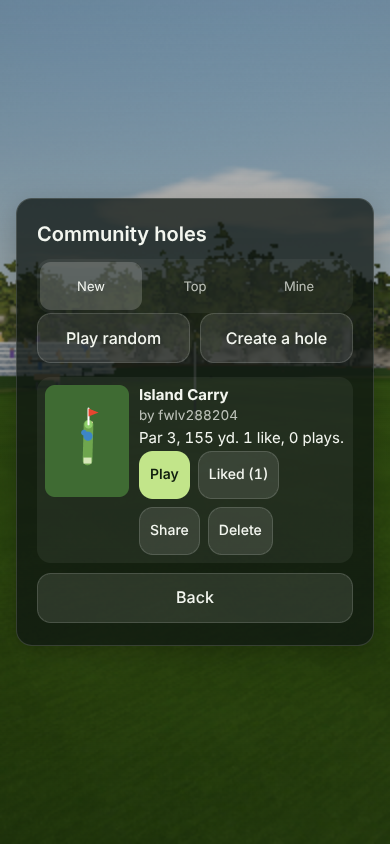 Community holes
New Top Mine
Play random Create a hole
Island Carry
by fwlv288204
Par 3, 155 yd. 1 like, 0 plays.
Play Liked (1)
Share Delete
Back